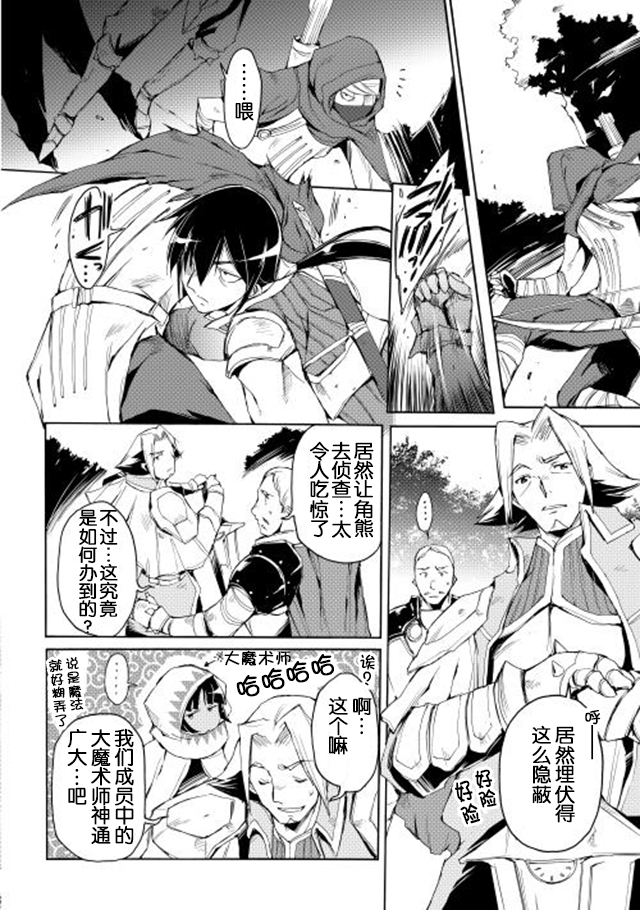 ……喂
ガ…
…
居然埋伏得
这么隐蔽
呼——
好险
好险
…
居然让角熊
去侦查…太
令人吃惊了
不过…这究竟
是如何办到的？
诶？
啊…
这个嘛
哈哈哈哈
大魔术师
……
我们成员中的
大魔术师神通
广大…吧
说是魔弦
就好糊弄了